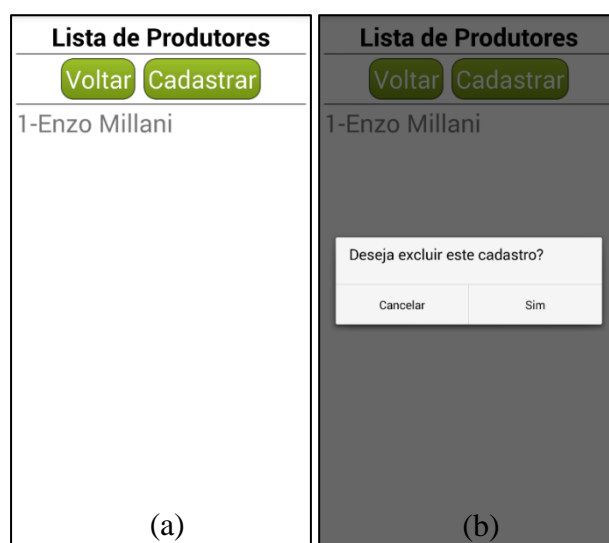 Lista de Produtores
Voltar Cadastrar
1-Enzo Millani
(a)
Lista de Produtores
Voltar Cadastrar
1-Enzo Millani
Deseja excluir este cadastro?
Cancelar Sim
(b)